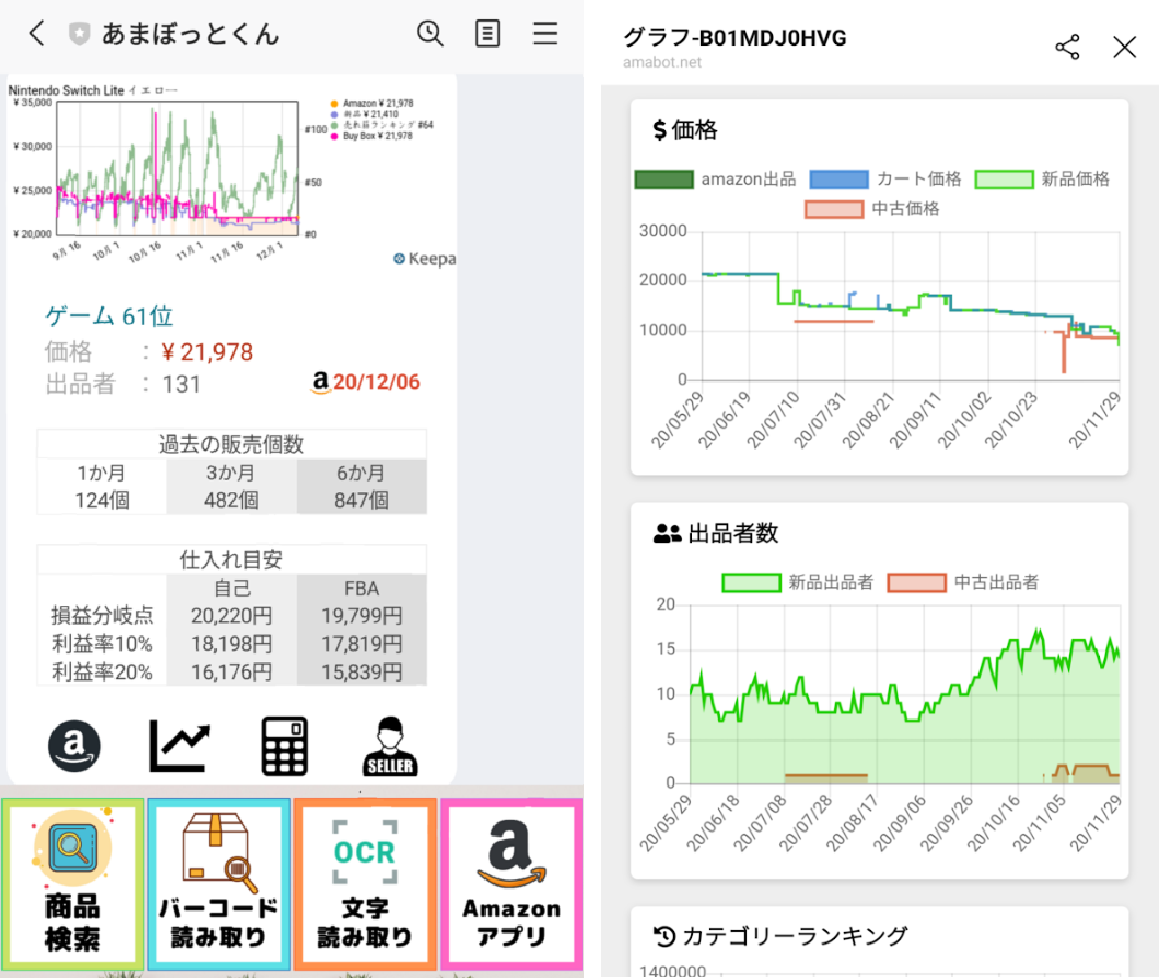 あまぼっとくん
Nintendo Switch Lite イエロー
¥ 35,000
¥ 30,000
¥ 25,000
¥ 20,000
#100
#50
#0
9月 16
10月 1
10月 16
11月 1
11月 16
12月 1
Amazon ¥ 21,978
新品 ¥ 21,410
売れ筋ランキング #64
Buy Box ¥ 21,978
Keepa
ゲーム 61位
価格 : ¥ 21,978
出品者 : 131
a 20/12/06
過去の販売個数
1か月 3か月 6か月
124個 482個 847個
仕入れ目安
自己 FBA
損益分岐点 20,220円 19,799円
利益率10% 18,198円 17,819円
利益率20% 16,176円 15,839円
a
SELLER
商品
検索
バーコード
読み取り
OCR
文字
読み取り
a
Amazon
アプリ
グラフ-B01MDJ0HVG
amabot.net
$ 価格
amazon出品 カート価格 新品価格
中古価格
30000
20000
10000
0
20/05/29
20/06/19
20/07/10
20/07/31
20/08/21
20/09/11
20/10/02
20/10/23
20/11/29
出品者数
新品出品者 中古出品者
20
15
10
5
0
20/05/29
20/06/18
20/07/08
20/07/28
20/08/17
20/09/06
20/09/26
20/10/16
20/11/05
20/11/29
カテゴリーランキング
1400000